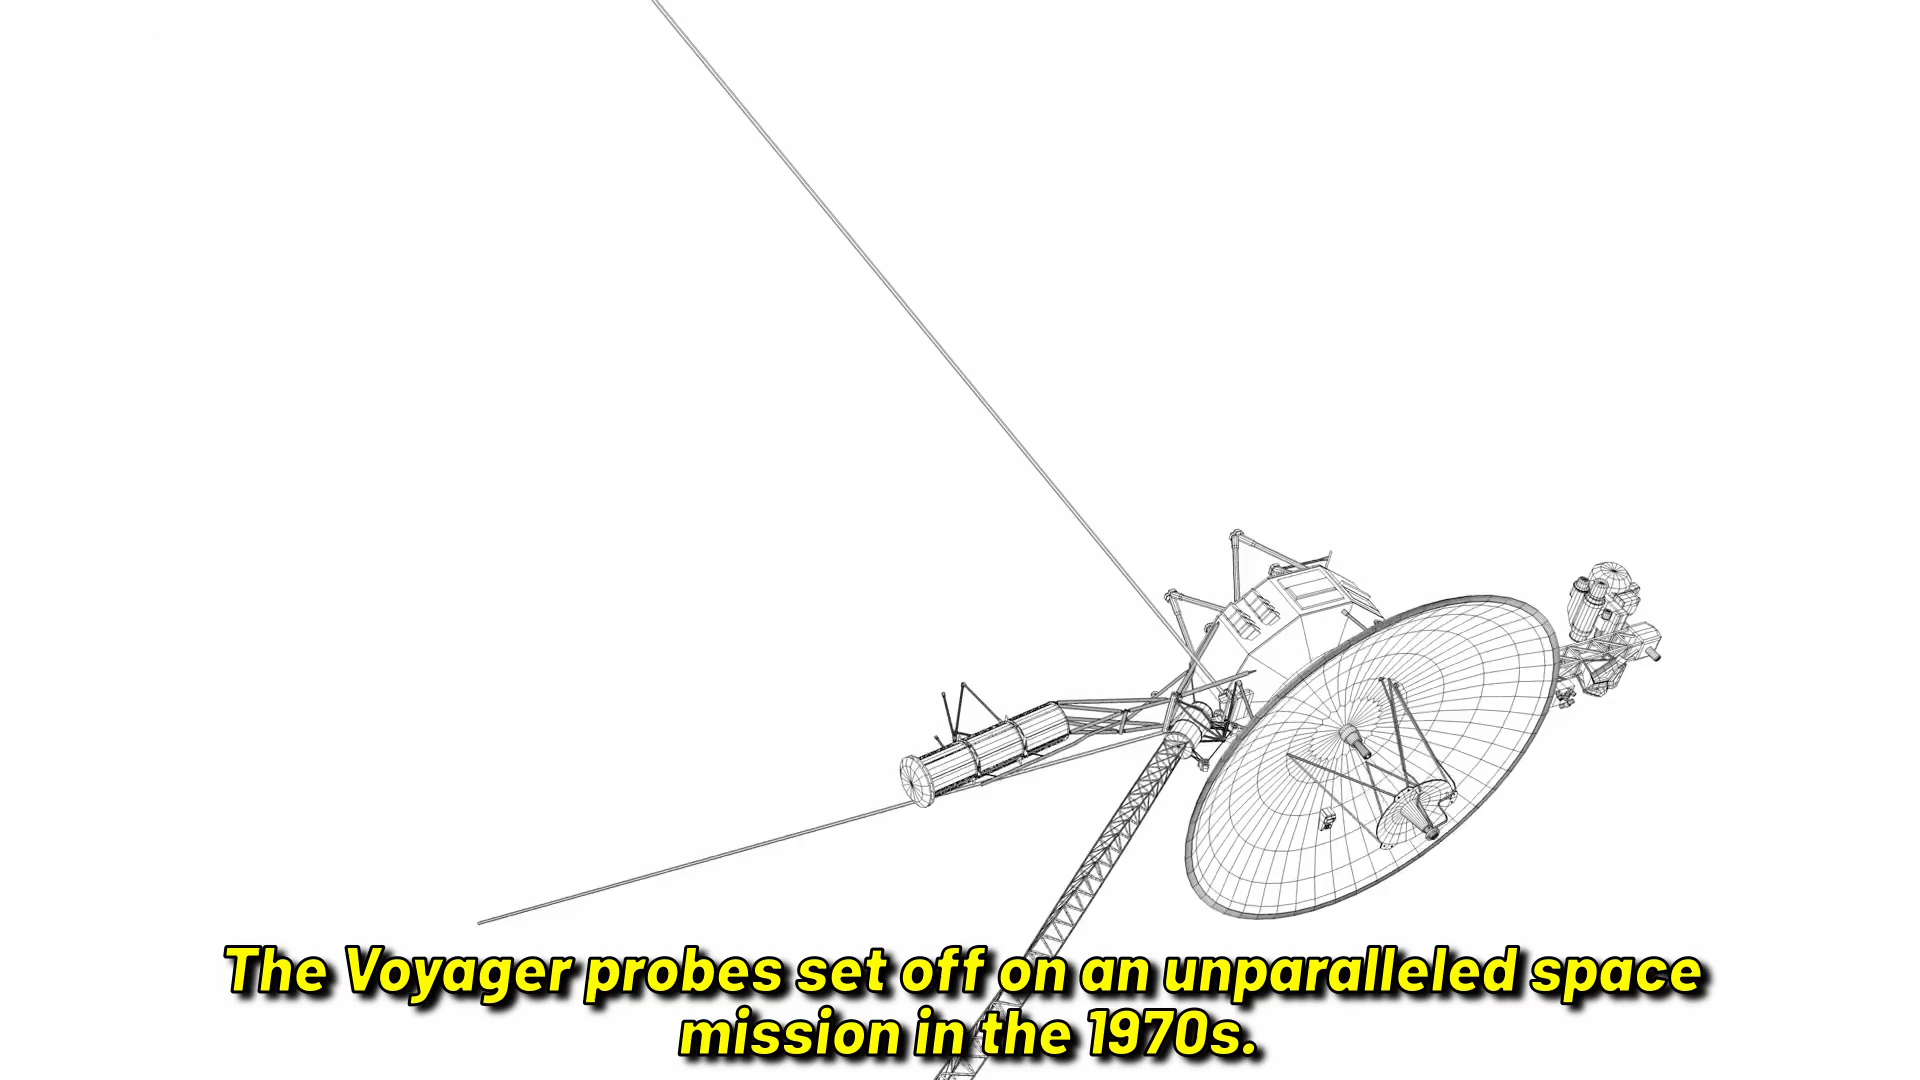 The Voyager probes set off on an unparalleled space
mission in the 1970s.